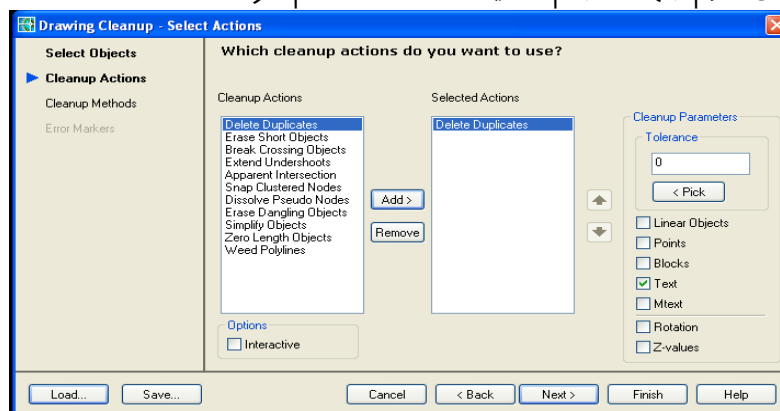 Drawing Cleanup - Select Actions
Select Objects
Cleanup Actions
Cleanup Methods
Error Markers
Which cleanup actions do you want to use?
Cleanup Actions
Delete Duplicates
Erase Short Objects
Break Crossing Objects
Extend Undershoots
Apparent Intersection
Snap Clustered Nodes
Dissolve Pseudo Nodes
Erase Dangling Objects
Simplify Objects
Zero Length Objects
Weed Polylines
Add >
Remove
Selected Actions
Delete Duplicates
Cleanup Parameters
Tolerance
0
< Pick
Linear Objects
Points
Blocks
Text
Mtext
Rotation
Z-values
Options
Interactive
Load...
Save...
Cancel
< Back
Next >
Finish
Help